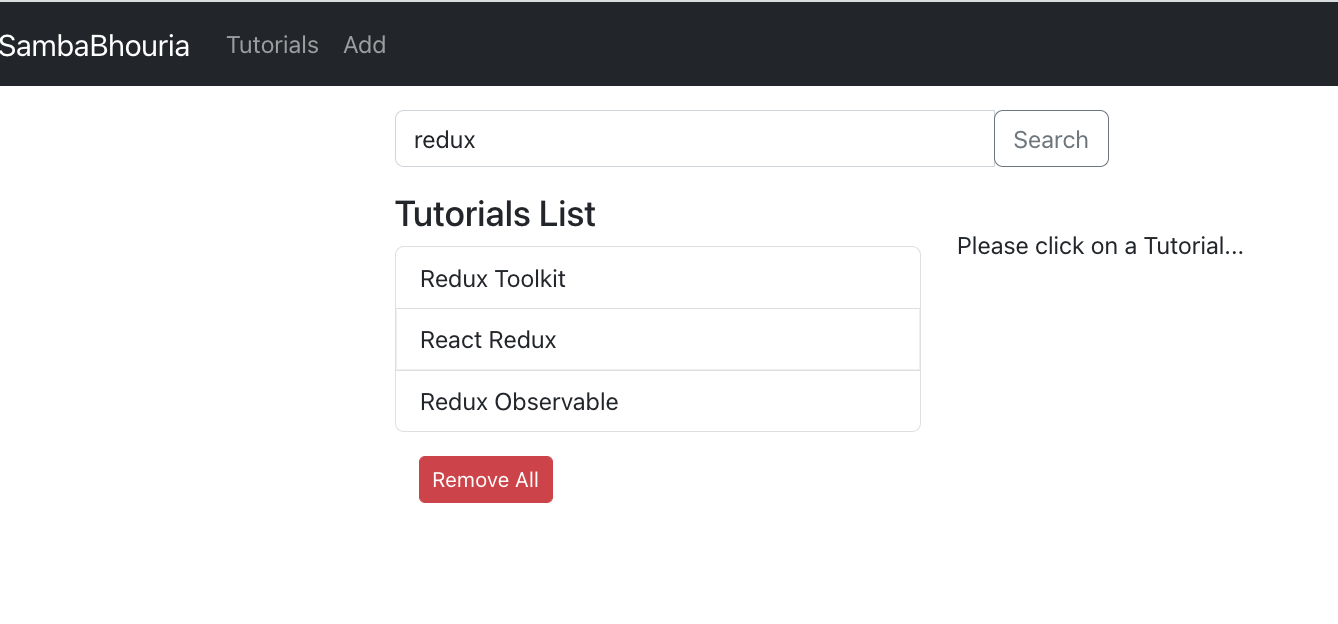 SambaBhouria Tutorials Add
redux Search
Tutorials List
Please click on a Tutorial...
Redux Toolkit
React Redux
Redux Observable
Remove All